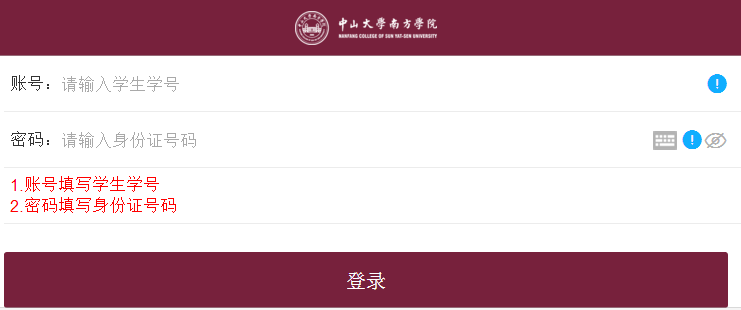 中山大学南方学院
NANFANG COLLEGE OF SUN YAT-SEN UNIVERSITY
账号：请输入学生学号
密码：请输入身份证号码
1.账号填写学生学号
2.密码填写身份证号码
登录